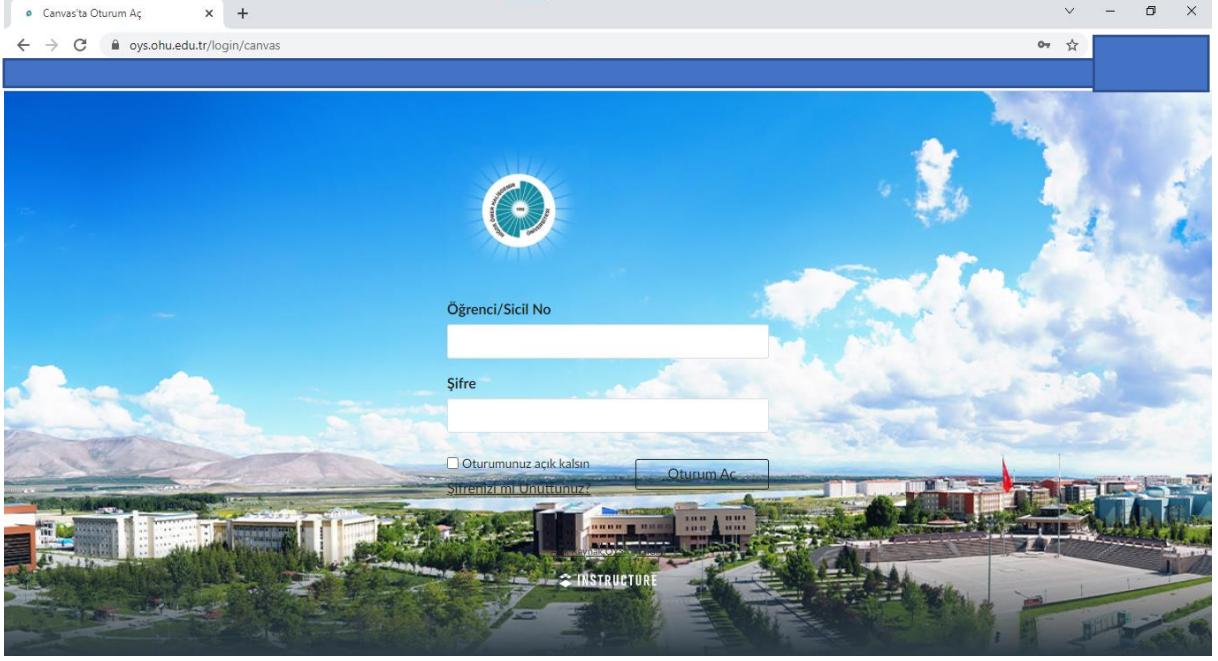 Canvas'ta Oturum Aç
oys.ohu.edu.tr/login/canvas
Öğrenci/Sicil No
Şifre
Oturumunuz açık kalsın
Oturum Aç
Şifrenizi mi Unuttunuz?
INSTRUCTURE